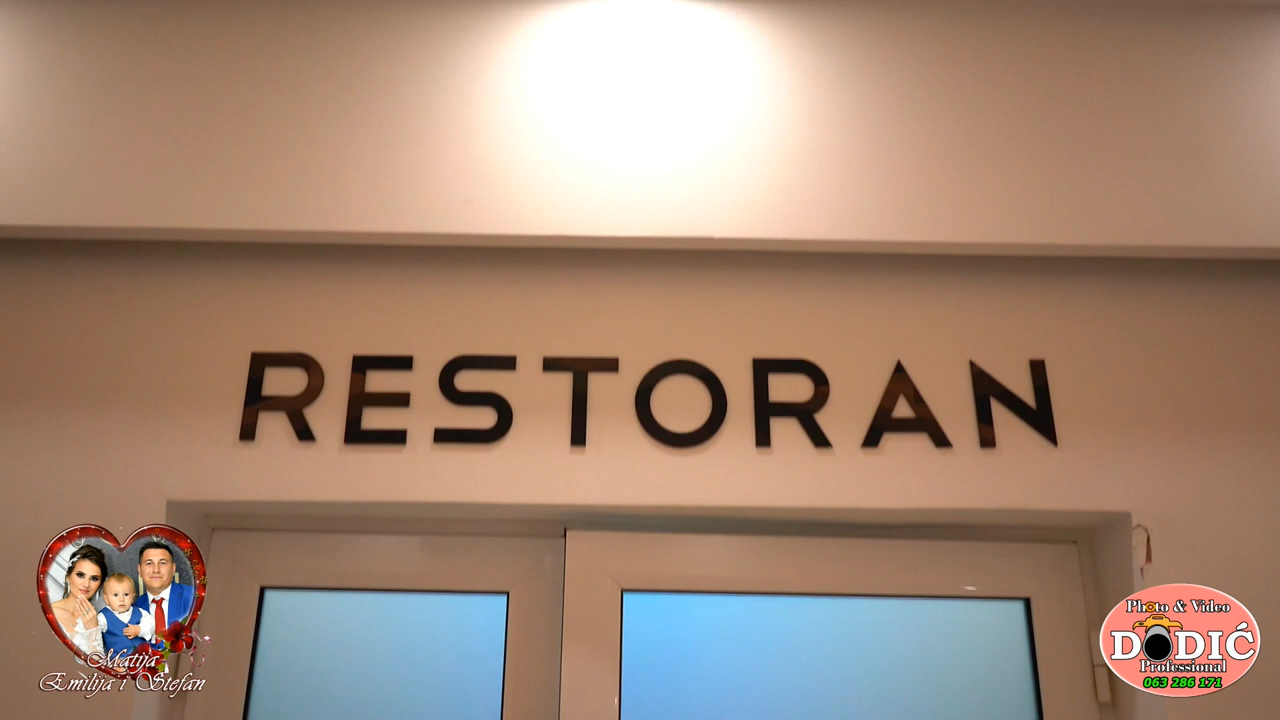 RESTORAN
Matija
Emilija i Stefan
Photo & Video
DODIĆ
Professional
063 286 171